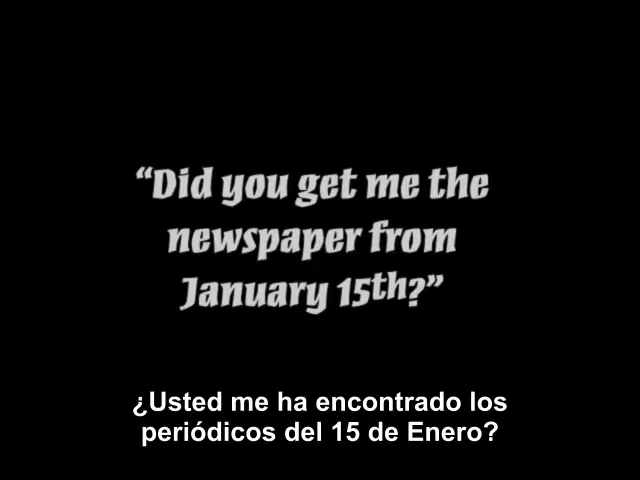 “Did you get me the
newspaper from
January 15th?”
¿Usted me ha encontrado los
periódicos del 15 de Enero?